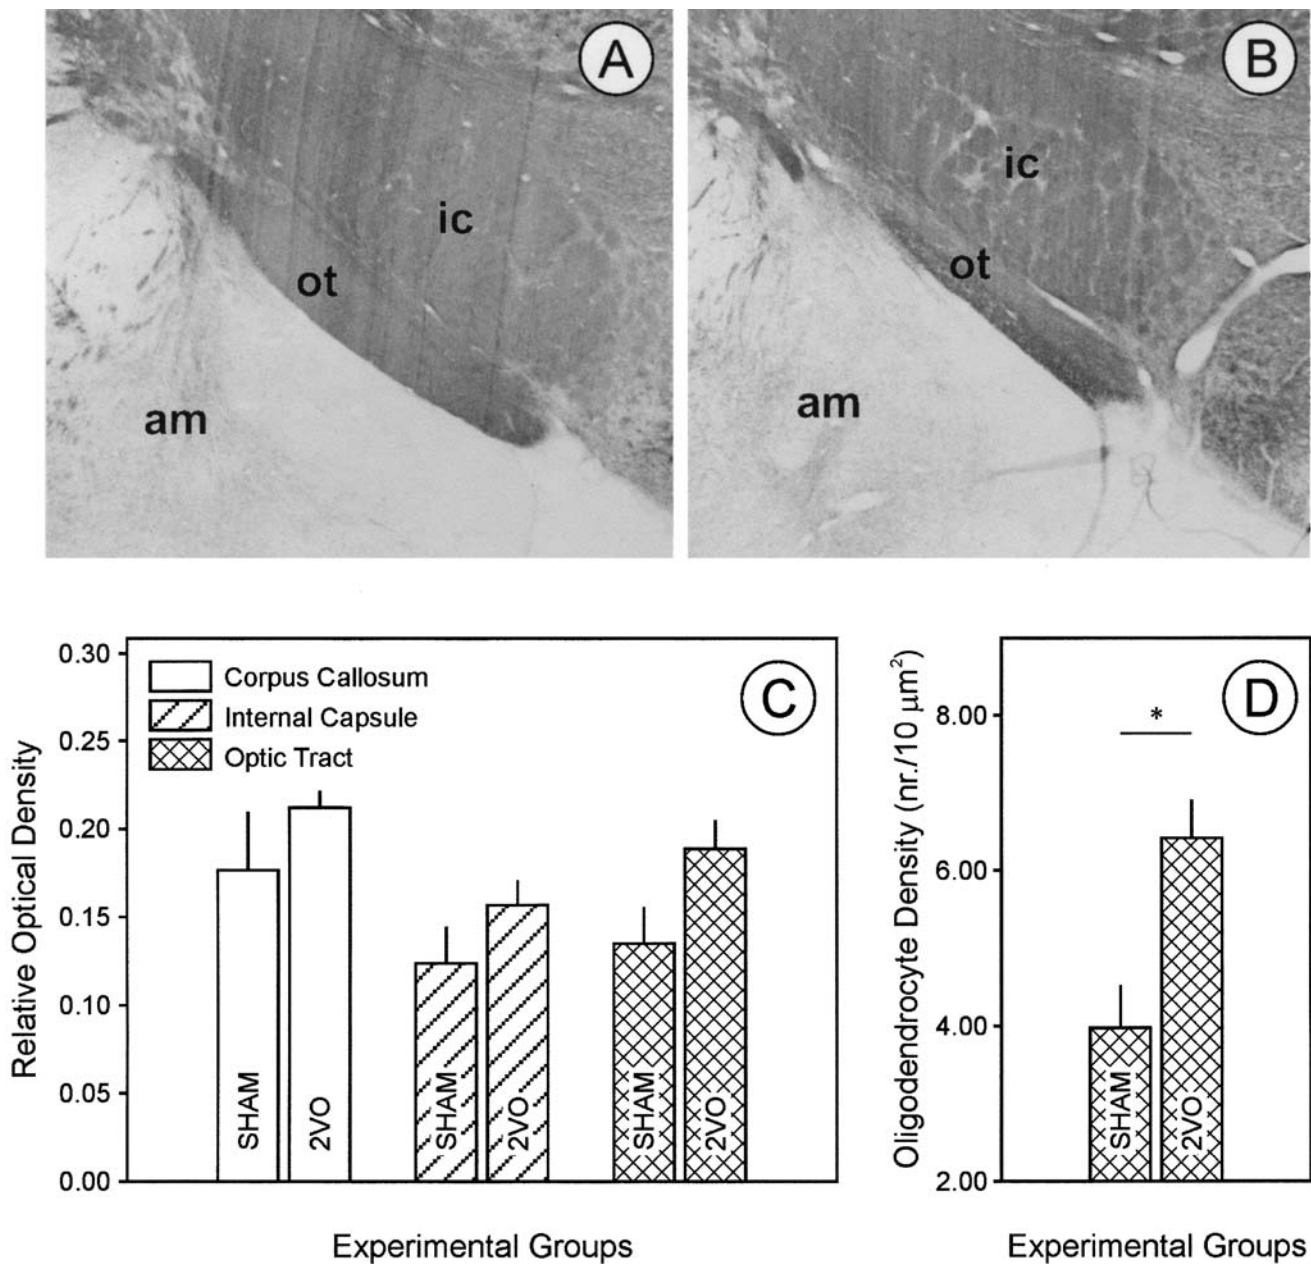 A
ic
ot
am
B
ic
ot
am
C
Relative Optical Density
0.30
0.25
0.20
0.15
0.10
0.05
0.00
Corpus Callosum
Internal Capsule
Optic Tract
SHAM
2VO
SHAM
2VO
SHAM
2VO
Experimental Groups
D
Oligodendrocyte Density (nr./10 µm²)
8.00
6.00
4.00
2.00
*
SHAM
2VO
Experimental Groups